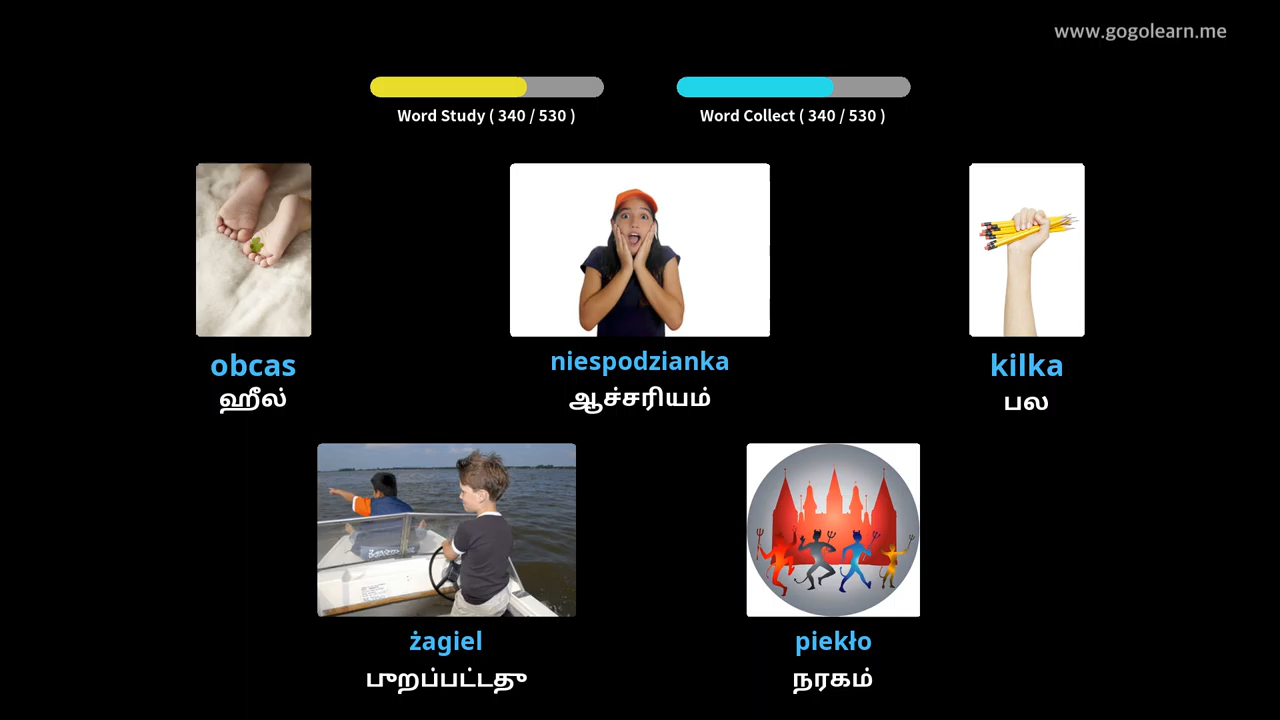 www.gogolearn.me
Word Study ( 340 / 530 )
Word Collect ( 340 / 530 )
obcas
ஹீல்
niespodzianka
ஆச்சரியம்
kilka
பல
żagiel
புறப்பட்டது
piekło
நரகம்